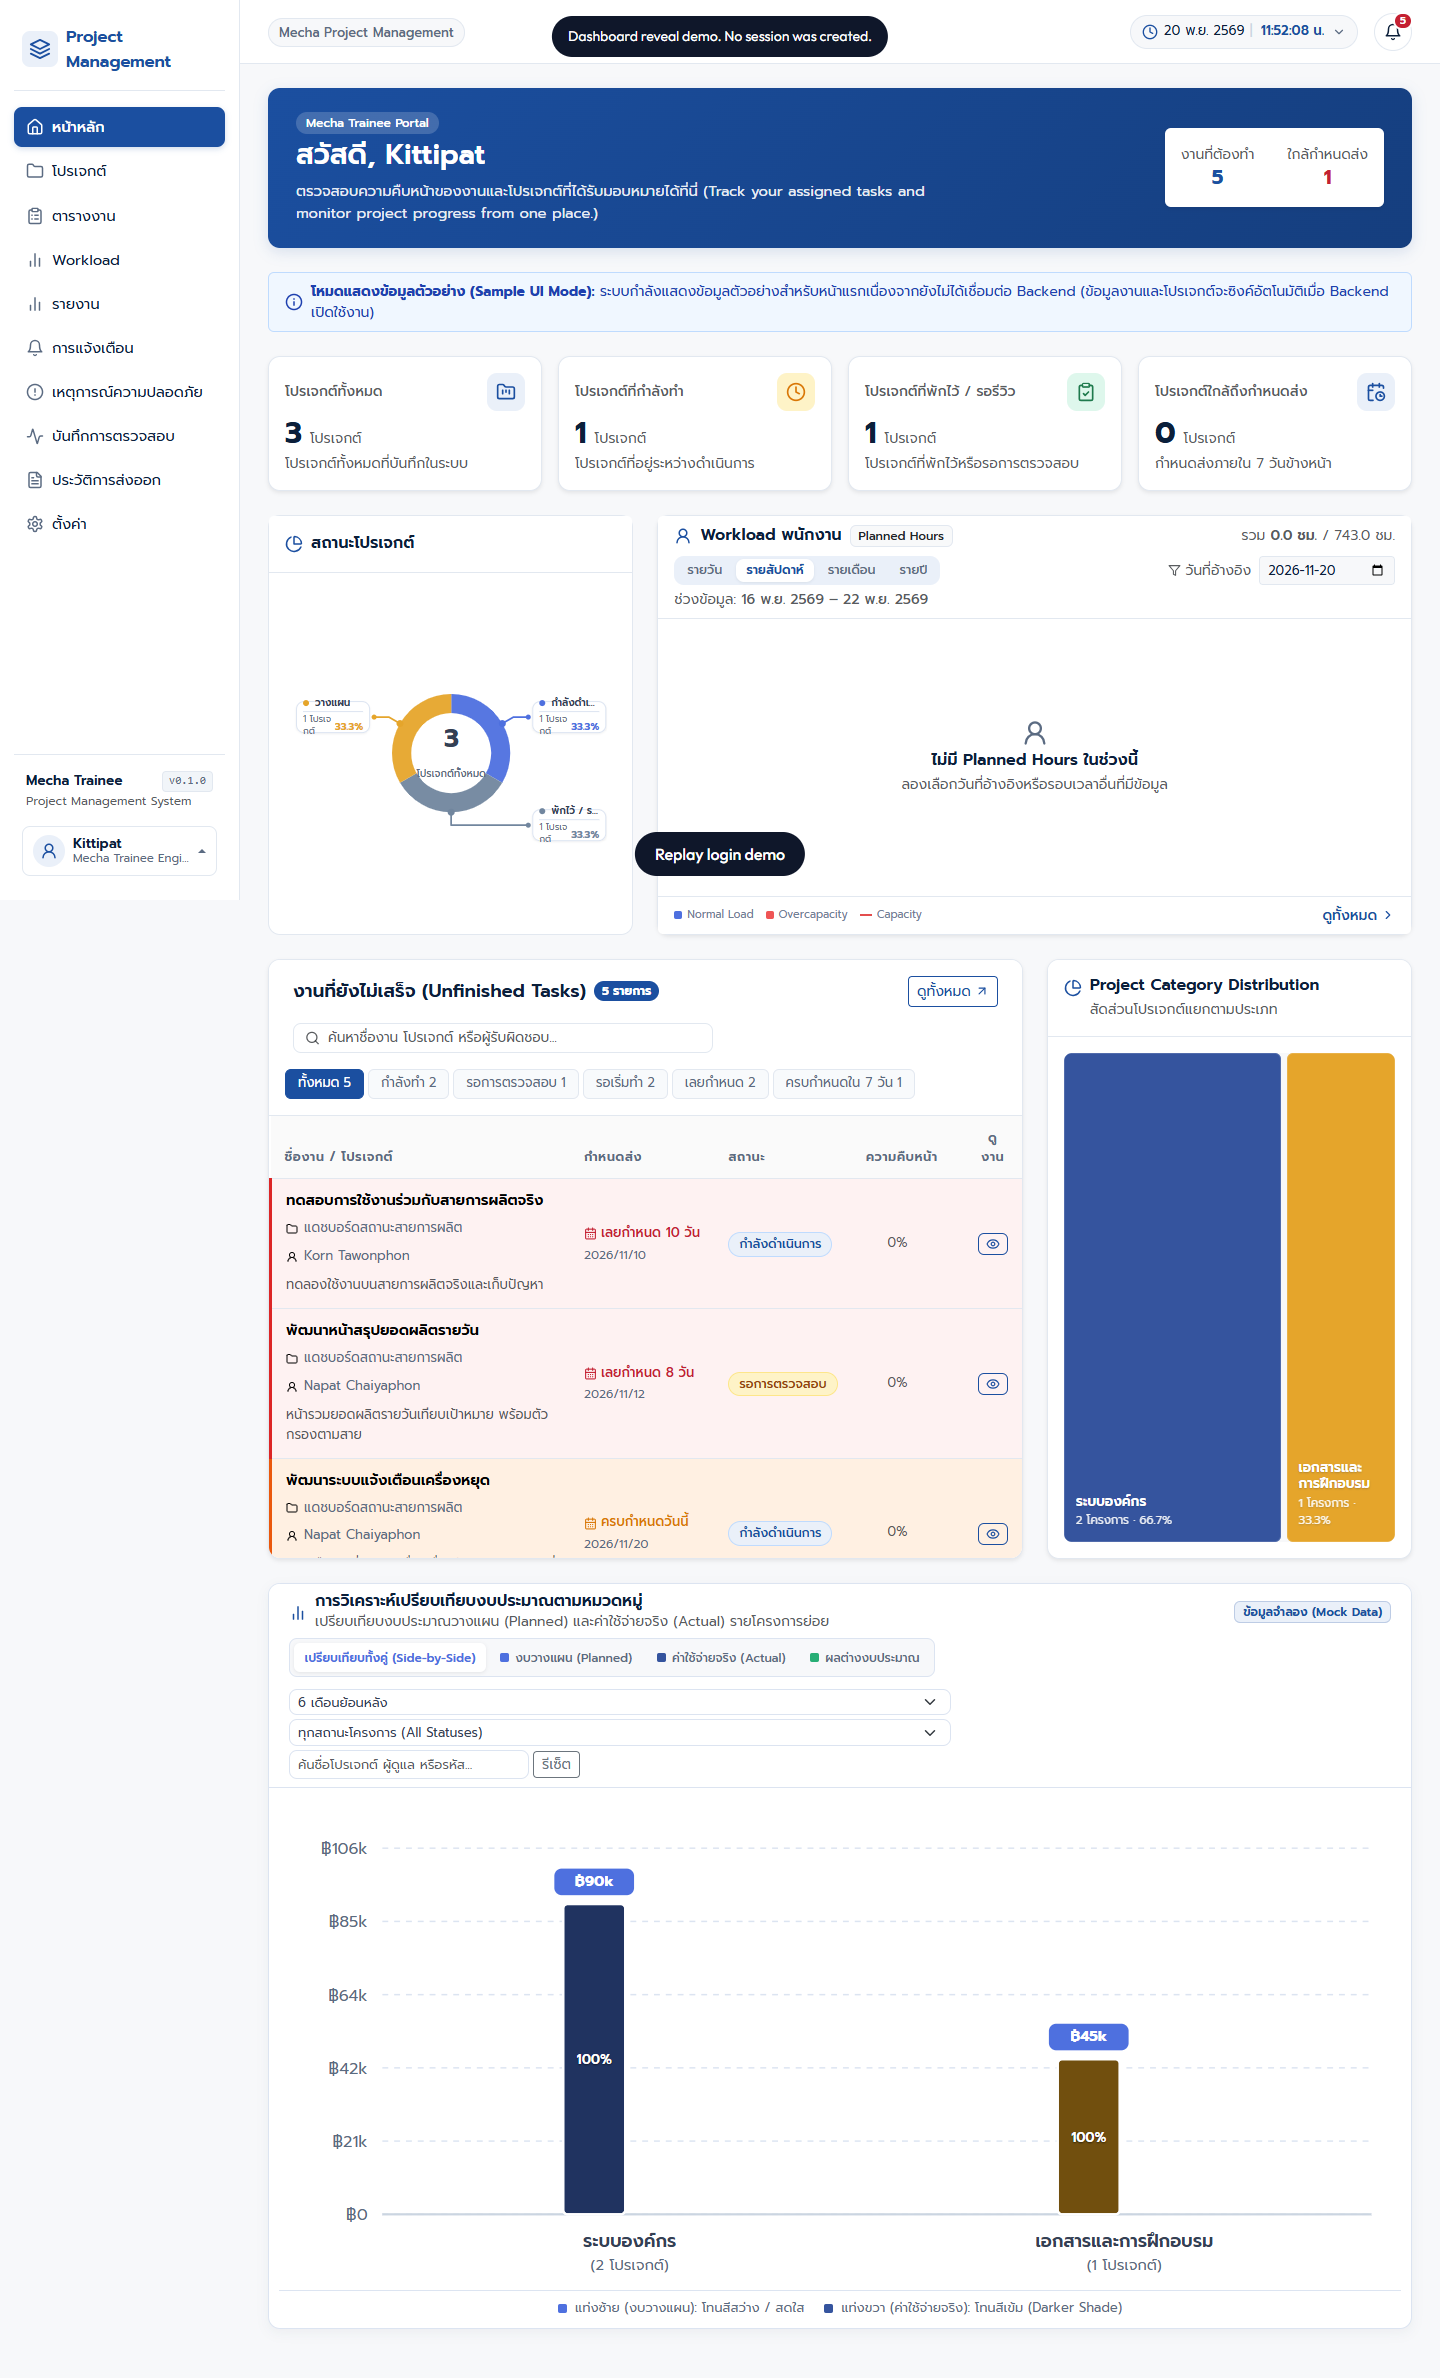 Project
Management
หน้าหลัก
โปรเจกต์
ตารางงาน
Workload
รายงาน
การแจ้งเตือน
เหตุการณ์ความปลอดภัย
บันทึกการตรวจสอบ
ประวัติการส่งออก
ตั้งค่า
Mecha Trainee v0.1.0
Project Management System
Kittipat
Mecha Trainee Engi...
Mecha Project Management
Dashboard reveal demo. No session was created.
20 พ.ย. 2569 | 11:52:08 น.
5
Mecha Trainee Portal
สวัสดี, Kittipat
ตรวจสอบความคืบหน้าของงานและโปรเจกต์ที่ได้รับมอบหมายได้ที่นี่ (Track your assigned tasks and
monitor project progress from one place.)
งานที่ต้องทำ
5
ใกล้กำหนดส่ง
1
โหมดแสดงข้อมูลตัวอย่าง (Sample UI Mode): ระบบกำลังแสดงข้อมูลตัวอย่างสำหรับหน้าแรกเนื่องจากยังไม่ได้เชื่อมต่อ Backend (ข้อมูลงานและโปรเจกต์จะซิงค์อัตโนมัติเมื่อ Backend
เปิดใช้งาน)
โปรเจกต์ทั้งหมด
3 โปรเจกต์
โปรเจกต์ทั้งหมดที่บันทึกในระบบ
โปรเจกต์ที่กำลังทำ
1 โปรเจกต์
โปรเจกต์ที่อยู่ระหว่างดำเนินการ
โปรเจกต์ที่พักไว้ / รอรีวิว
1 โปรเจกต์
โปรเจกต์ที่พักไว้หรือรอการตรวจสอบ
โปรเจกต์ใกล้ถึงกำหนดส่ง
0 โปรเจกต์
กำหนดส่งภายใน 7 วันข้างหน้า
สถานะโปรเจกต์
วางแผน
1 โปรเจ
กต์
33.3%
กำลังดำเ...
1 โปรเจ
กต์
33.3%
3
โปรเจกต์ทั้งหมด
พักไว้ / ร...
1 โปรเจ
กต์
33.3%
Workload พนักงาน Planned Hours
รวม 0.0 ชม. / 743.0 ชม.
รายวัน รายสัปดาห์ รายเดือน รายปี
วันที่อ้างอิง 2026-11-20
ช่วงข้อมูล: 16 พ.ย. 2569 – 22 พ.ย. 2569
ไม่มี Planned Hours ในช่วงนี้
ลองเลือกวันที่อ้างอิงหรือรอบเวลาอื่นที่มีข้อมูล
Replay login demo
Normal Load Overcapacity Capacity
ดูทั้งหมด
งานที่ยังไม่เสร็จ (Unfinished Tasks) 5 รายการ
ดูทั้งหมด
ค้นหาชื่องาน โปรเจกต์ หรือผู้รับผิดชอบ...
ทั้งหมด 5 กำลังทำ 2 รอการตรวจสอบ 1 รอเริ่มทำ 2 เลยกำหนด 2 ครบกำหนดใน 7 วัน 1
ชื่องาน / โปรเจกต์ กำหนดส่ง สถานะ ความคืบหน้า
ดู
งาน
ทดสอบการใช้งานร่วมกับสายการผลิตจริง
แดชบอร์ดสถานะสายการผลิต
Korn Tawonphon
ทดลองใช้งานบนสายการผลิตจริงและเก็บปัญหา
เลยกำหนด 10 วัน
2026/11/10
กำลังดำเนินการ
0%
พัฒนาหน้าสรุปยอดผลิตรายวัน
แดชบอร์ดสถานะสายการผลิต
Napat Chaiyaphon
หน้ารวมยอดผลิตรายวันเทียบเป้าหมาย พร้อมตัว
กรองตามสาย
เลยกำหนด 8 วัน
2026/11/12
รอการตรวจสอบ
0%
พัฒนาระบบแจ้งเตือนเครื่องหยุด
แดชบอร์ดสถานะสายการผลิต
Napat Chaiyaphon
ครบกำหนดวันนี้
2026/11/20
กำลังดำเนินการ
0%
Project Category Distribution
สัดส่วนโปรเจกต์แยกตามประเภท
ระบบองค์กร
2 โครงการ · 66.7%
เอกสารและ
การฝึกอบรม
1 โครงการ ·
33.3%
การวิเคราะห์เปรียบเทียบงบประมาณตามหมวดหมู่
เปรียบเทียบงบประมาณวางแผน (Planned) และค่าใช้จ่ายจริง (Actual) รายโครงการย่อย
ข้อมูลจำลอง (Mock Data)
เปรียบเทียบทั้งคู่ (Side-by-Side) งบวางแผน (Planned) ค่าใช้จ่ายจริง (Actual) ผลต่างงบประมาณ
6 เดือนย้อนหลัง
ทุกสถานะโครงการ (All Statuses)
ค้นชื่อโปรเจกต์ ผู้ดูแล หรือรหัส... รีเซ็ต
฿106k
฿85k
฿64k
฿42k
฿21k
฿0
฿90k
100%
฿45k
100%
ระบบองค์กร
(2 โปรเจกต์)
เอกสารและการฝึกอบรม
(1 โปรเจกต์)
แท่งซ้าย (งบวางแผน): โทนสีสว่าง / สดใส แท่งขวา (ค่าใช้จ่ายจริง): โทนสีเข้ม (Darker Shade)